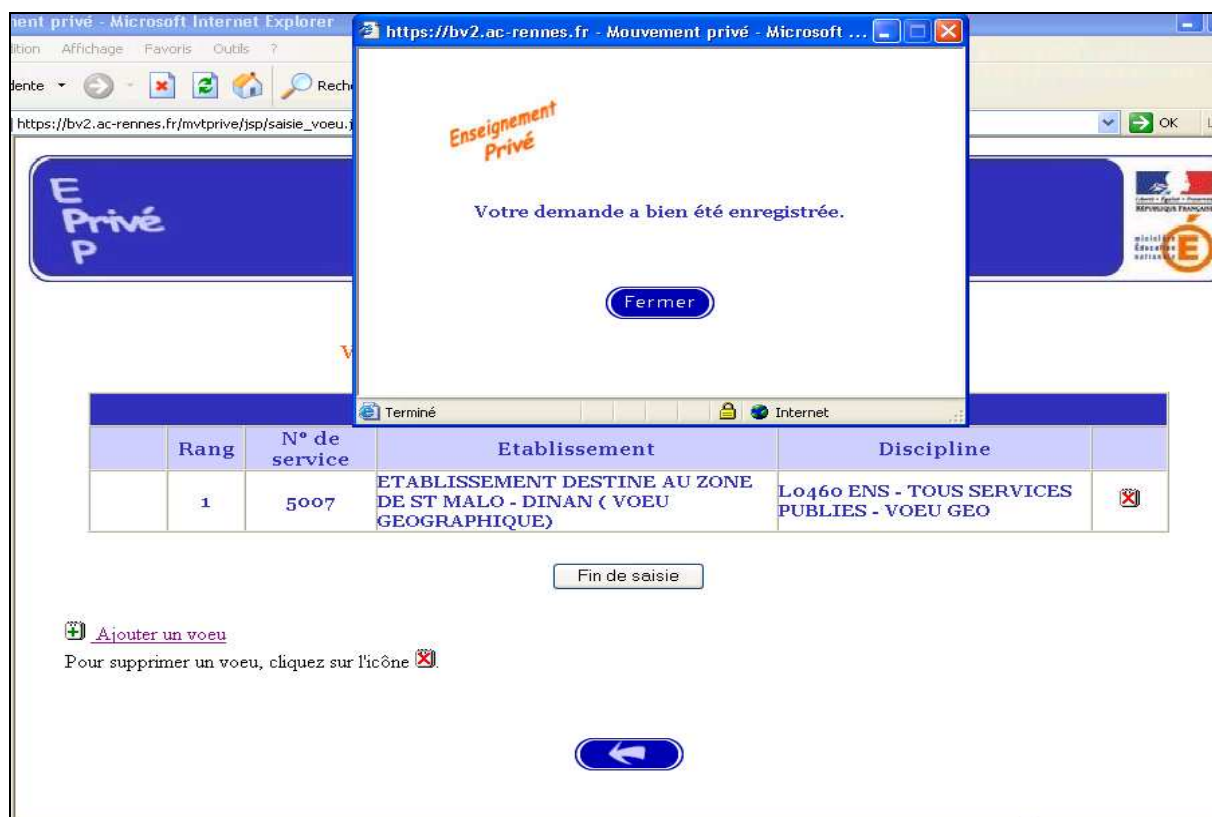 ent privé - Microsoft Internet Explorer
https://bv2.ac-rennes.fr - Mouvement privé - Microsoft ...
dition Affichage Favoris Outils ?
dente
Rech
https://bv2.ac-rennes.fr/mvtprive/jsp/saisie_voeu.j
OK
E
Privé
P
Enseignement
Privé
Votre demande a bien été enregistrée.
Fermer
RÉPUBLIQUE FRANÇAISE
V
Terminé
Internet
Rang
N° de service
Etablissement
Discipline
1
5007
ETABLISSEMENT DESTINE AU ZONE
DE ST MALO - DINAN ( VOEU
GEOGRAPHIQUE)
L0460 ENS - TOUS SERVICES
PUBLIES - VOEU GEO
Fin de saisie
Ajouter un voeu
Pour supprimer un voeu, cliquez sur l'icône .